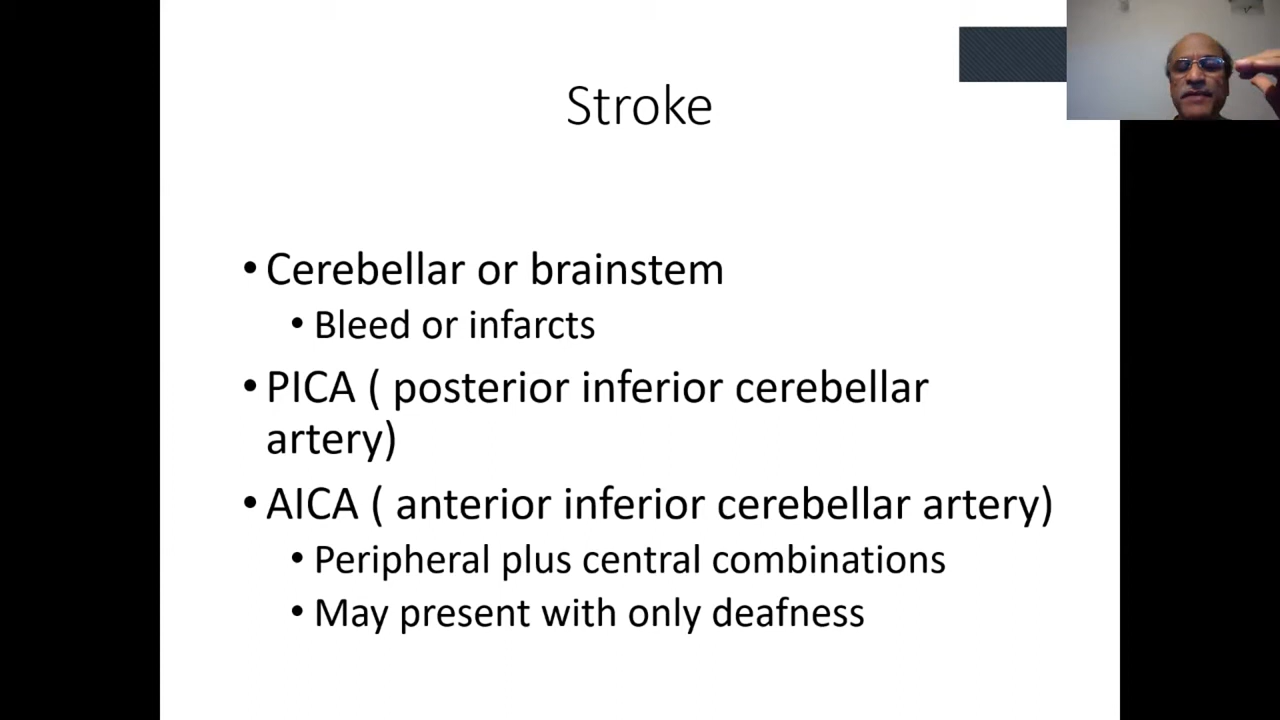 Stroke
• Cerebellar or brainstem
• Bleed or infarcts
• PICA ( posterior inferior cerebellar
artery)
• AICA ( anterior inferior cerebellar artery)
• Peripheral plus central combinations
• May present with only deafness